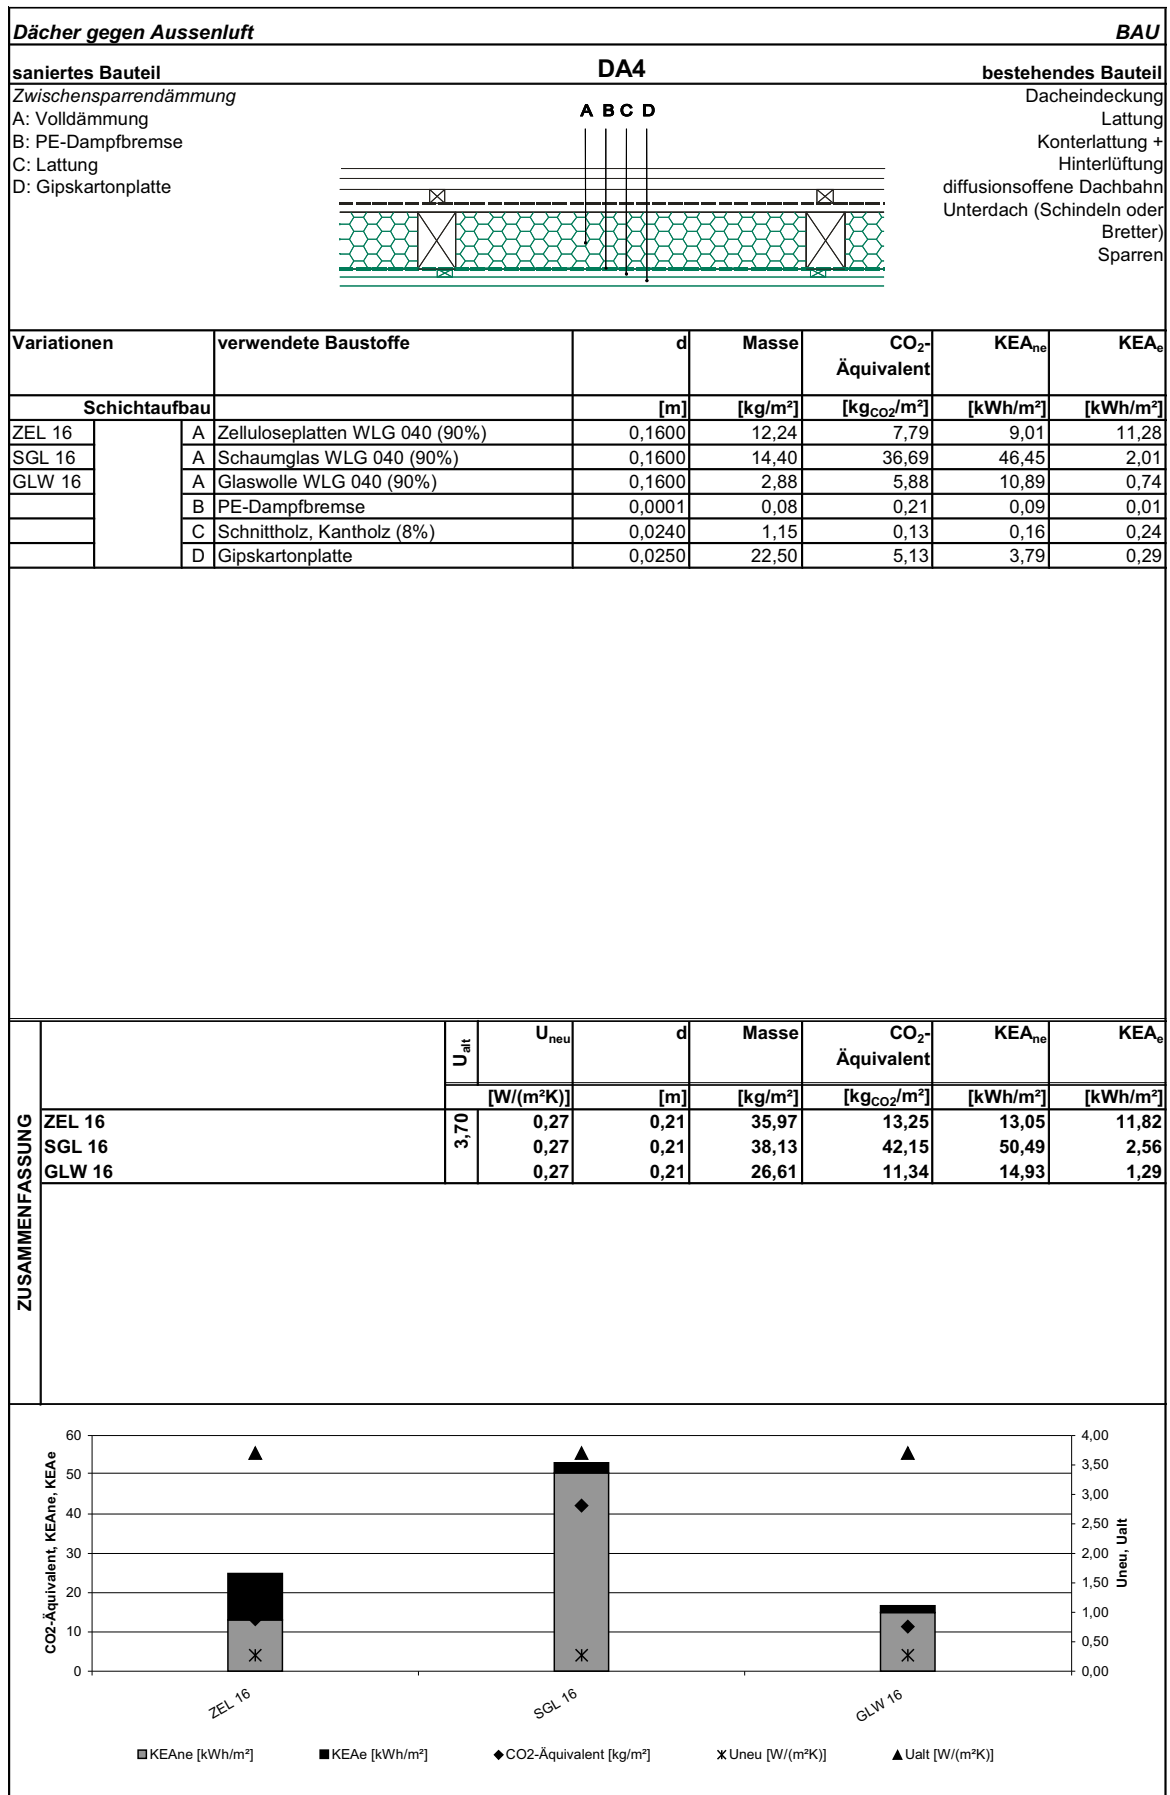 Dächer gegen Aussenluft BAU
saniertes Bauteil DA4 bestehendes Bauteil
Zwischensparrendämmung
A: Volldämmung
B: PE-Dampfbremse
C: Lattung
D: Gipskartonplatte
A B C D
Dacheindeckung
Lattung
Konterlattung +
Hinterlüftung
diffusionsoffene Dachbahn
Unterdach (Schindeln oder
Bretter)
Sparren
Variationen verwendete Baustoffe d Masse CO2- KEAne KEAe
Äquivalent
Schichtaufbau [m] [kg/m²] [kgCO2/m²] [kWh/m²] [kWh/m²]
ZEL 16 A Zelluloseplatten WLG 040 (90%) 0,1600 12,24 7,79 9,01 11,28
SGL 16 A Schaumglas WLG 040 (90%) 0,1600 14,40 36,69 46,45 2,01
GLW 16 A Glaswolle WLG 040 (90%) 0,1600 2,88 5,88 10,89 0,74
B PE-Dampfbremse 0,0001 0,08 0,21 0,09 0,01
C Schnittholz, Kantholz (8%) 0,0240 1,15 0,13 0,16 0,24
D Gipskartonplatte 0,0250 22,50 5,13 3,79 0,29
ZUSAMMENFASSUNG
Ualt Uneu d Masse CO2- KEAne KEAe
Äquivalent
[W/(m²K)] [m] [kg/m²] [kgCO2/m²] [kWh/m²] [kWh/m²]
3,70
ZEL 16 0,27 0,21 35,97 13,25 13,05 11,82
SGL 16 0,27 0,21 38,13 42,15 50,49 2,56
GLW 16 0,27 0,21 26,61 11,34 14,93 1,29
CO2-Äquivalent, KEAne, KEAe
60
50
40
30
20
10
0
4,00
3,50
3,00
2,50
2,00
1,50
1,00
0,50
0,00
Uneu, Ualt
ZEL 16 SGL 16 GLW 16
KEAne [kWh/m²] KEAe [kWh/m²] CO2-Äquivalent [kg/m²] Uneu [W/(m²K)] Ualt [W/(m²K)]